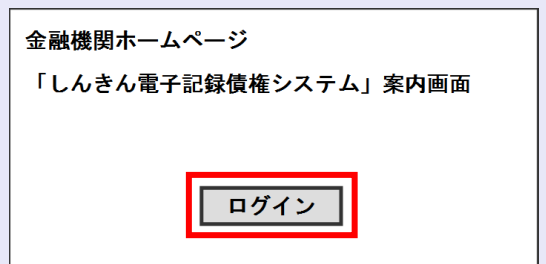 金融機関ホームページ
「しんきん電子記録債権システム」案内画面
ログイン